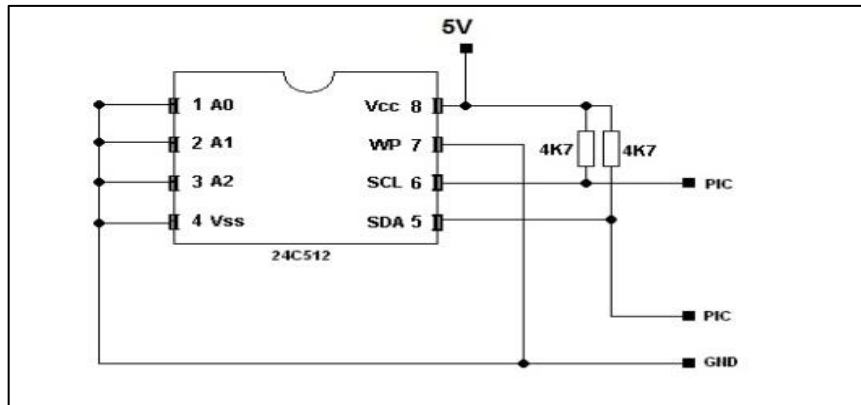 5V
1 A0
Vcc 8
2 A1
WP 7
4K7
4K7
3 A2
SCL 6
PIC
4 Vss
SDA 5
24C512
PIC
GND